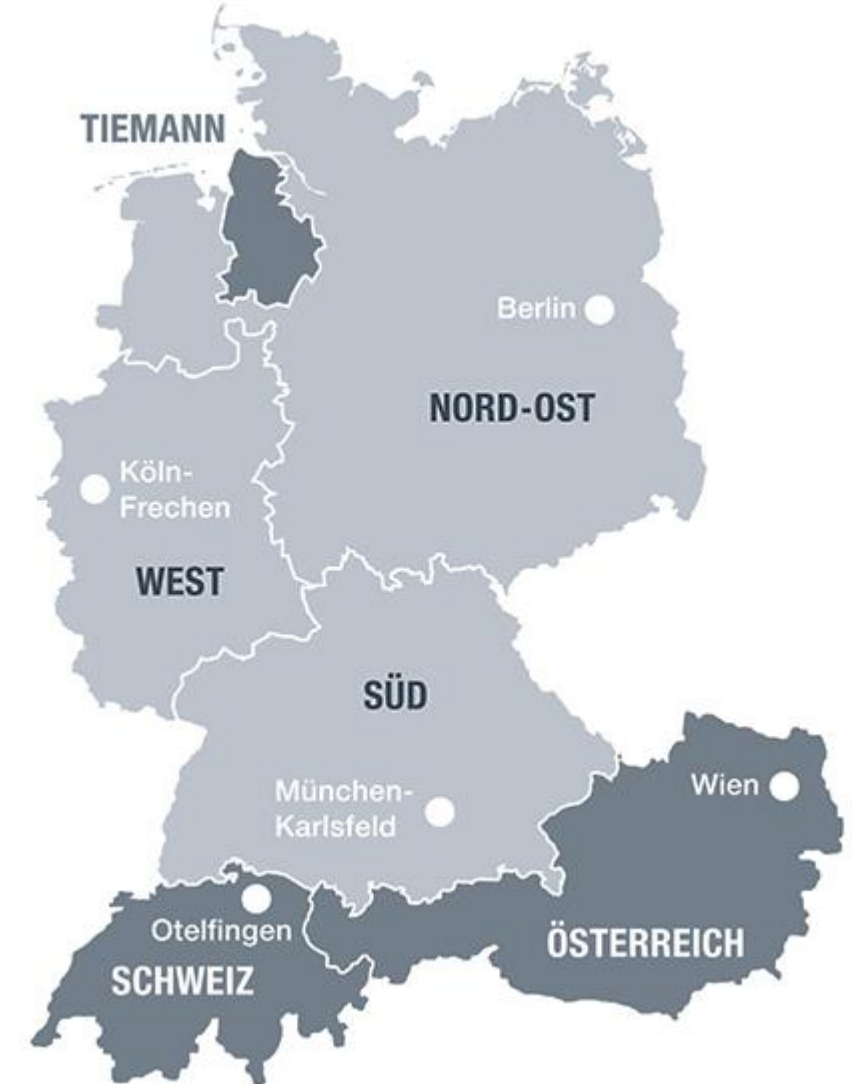 TIEMANN
Berlin
NORD-OST
Köln-
Frechen
WEST
SÜD
München-
Karlsfeld
Wien
Otelfingen
ÖSTERREICH
SCHWEIZ